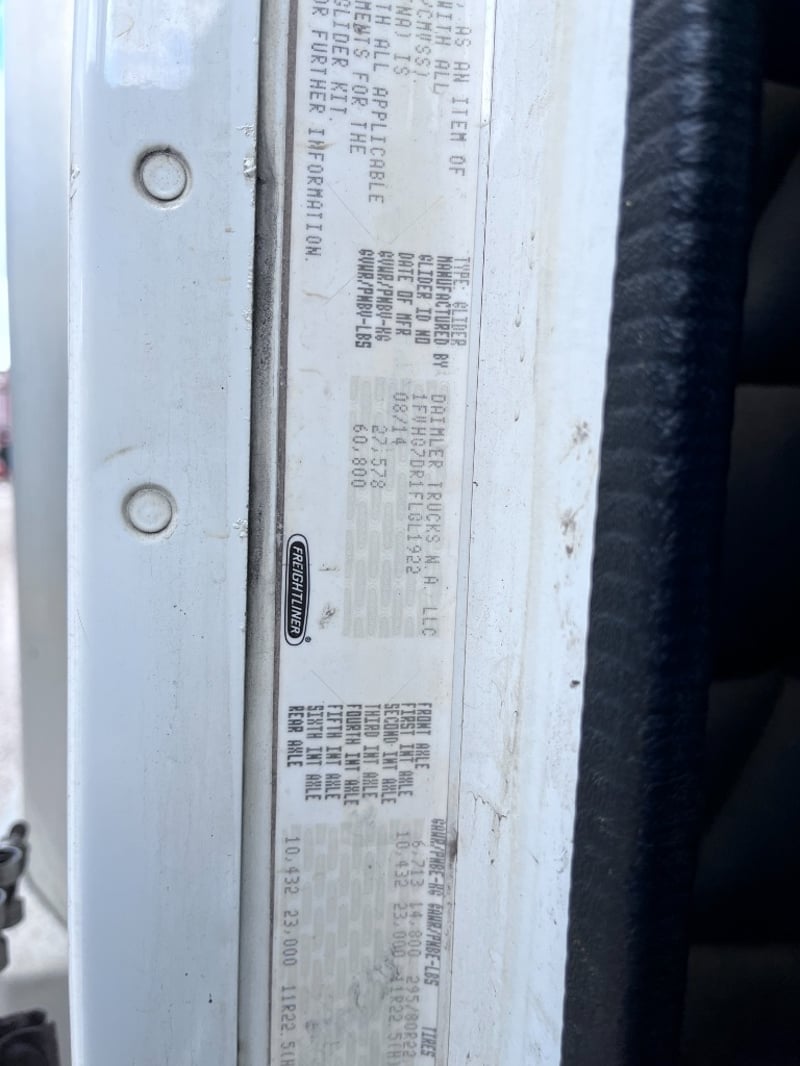 , AS AN ITEM OF
WITH ALL
/CMVSS).
NA) IS
TH ALL APPLICABLE
MENTS FOR THE
GLIDER KIT.
OR FURTHER INFORMATION
TYPE: GLIDER
MANUFACTURED BY: DAIMLER TRUCKS N.A. LLC
GLIDER ID NO 1FVHG7DR1FLGL1922
DATE OF MFR 08/14
GVWR/PNBV-KG 27,578
GVWR/PNBV-LBS 60,800
FREIGHTLINER®
GAWR/PNBE-KG GAWR/PNBE-LBS TIRES
FRONT AXLE 6,713 14,800 295/80R22
FIRST INT AXLE 10,432 23,000 11R22.5(H)
SECOND INT AXLE
THIRD INT AXLE
FOURTH INT AXLE
FIFTH INT AXLE
SIXTH INT AXLE
REAR AXLE 10,432 23,000 11R22.5(H